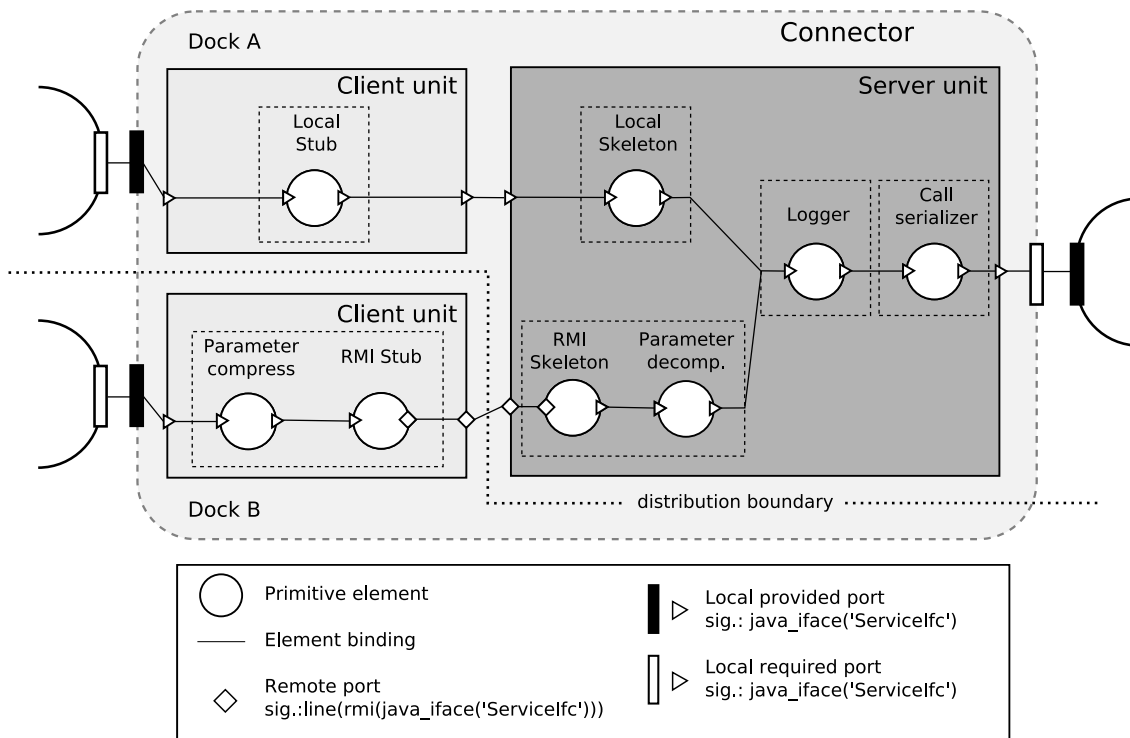 Connector
Dock A
Client unit
Local
Stub
Server unit
Local
Skeleton
Logger
Call
serializer
Client unit
Parameter
compress
RMI Stub
RMI
Skeleton
Parameter
decomp.
Dock B
distribution boundary
Primitive element
Element binding
Remote port
sig.:line(rmi(java_iface('ServiceIfc')))
Local provided port
sig.: java_iface('ServiceIfc')
Local required port
sig.: java_iface('ServiceIfc')